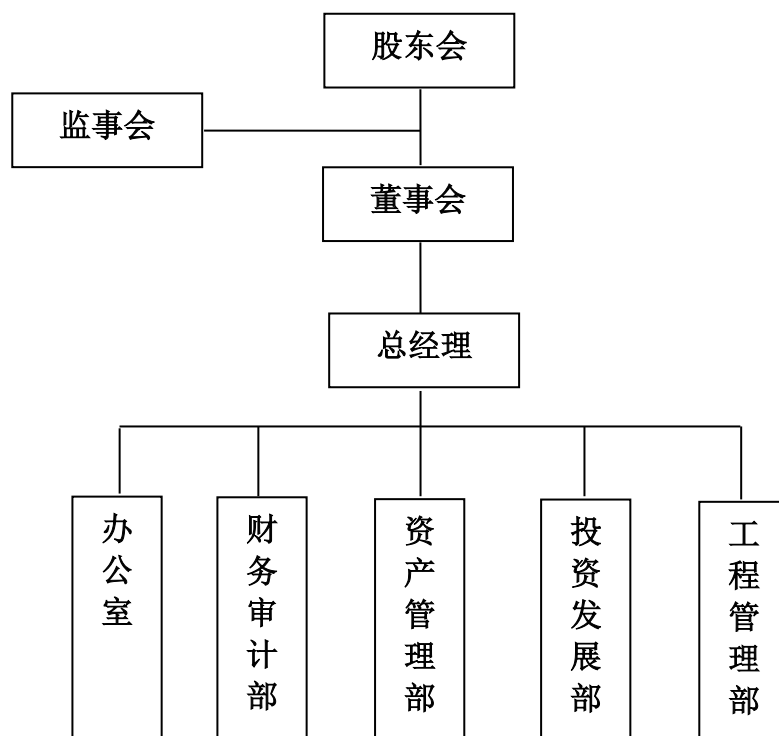 股东会
监事会
董事会
总经理
办公室
财务审计部
资产管理部
投资发展部
工程管理部